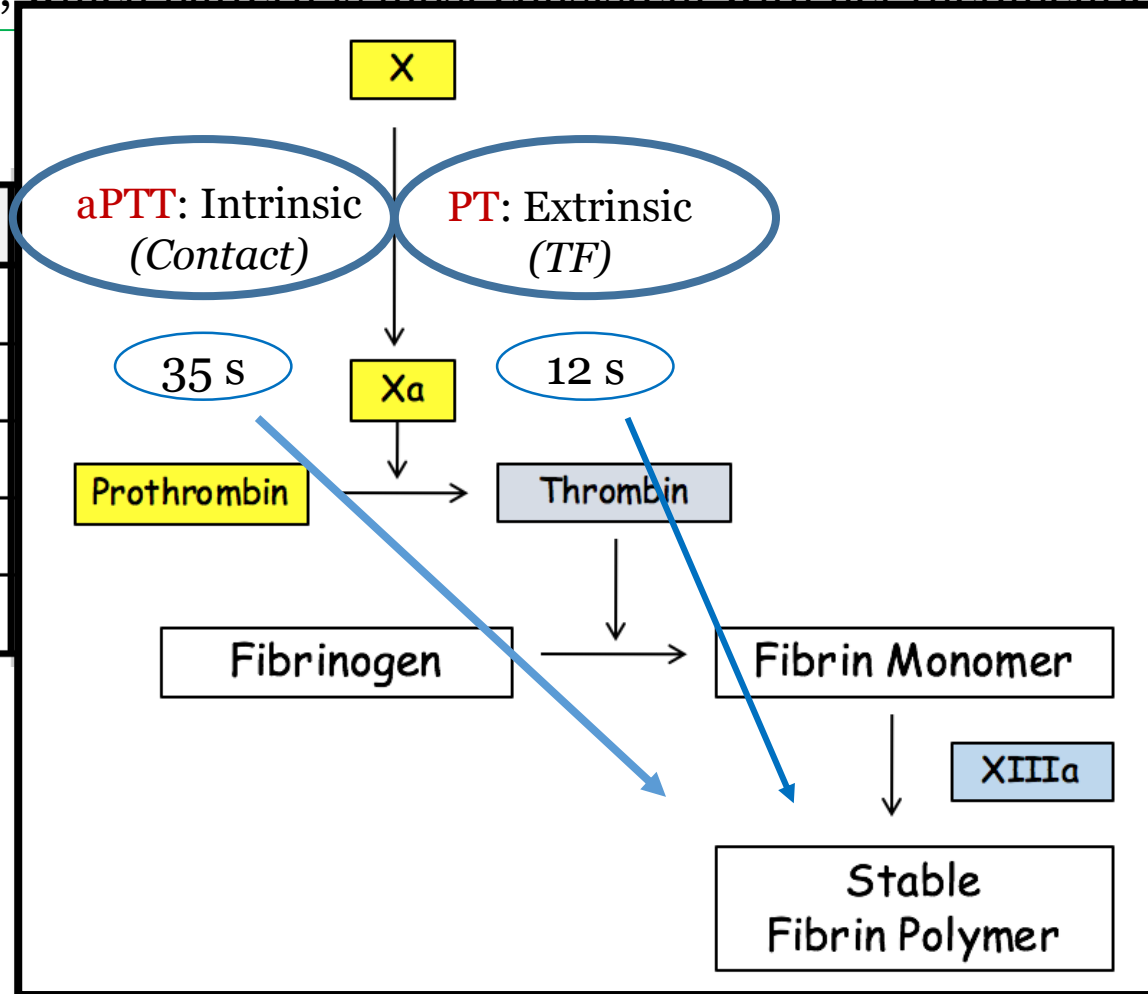 ,
X
aPTT: Intrinsic
(Contact)
PT: Extrinsic
(TF)
35 s
12 s
Xa
Prothrombin
Thrombin
Fibrinogen
Fibrin Monomer
XIIIa
Stable
Fibrin Polymer